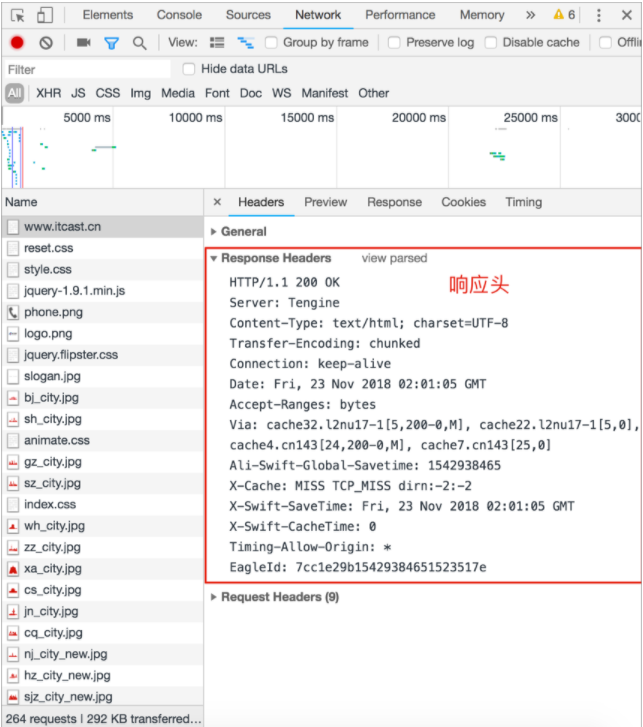 Elements Console Sources Network Performance Memory » 6
View: Group by frame Preserve log Disable cache Offli
Filter Hide data URLs
All XHR JS CSS Img Media Font Doc WS Manifest Other
5000 ms 10000 ms 15000 ms 20000 ms 25000 ms 3000
Name
www.itcast.cn
reset.css
style.css
jquery-1.9.1.min.js
phone.png
logo.png
jquery.flipster.css
slogan.jpg
bj_city.jpg
sh_city.jpg
animate.css
gz_city.jpg
sz_city.jpg
index.css
wh_city.jpg
zz_city.jpg
xa_city.jpg
cs_city.jpg
jn_city.jpg
cq_city.jpg
nj_city_new.jpg
hz_city_new.jpg
sjz_city_new.jpg
264 requests | 292 KB transferred...
× Headers Preview Response Cookies Timing
General
Response Headers view parsed
HTTP/1.1 200 OK
响应头
Server: Tengine
Content-Type: text/html; charset=UTF-8
Transfer-Encoding: chunked
Connection: keep-alive
Date: Fri, 23 Nov 2018 02:01:05 GMT
Accept-Ranges: bytes
Via: cache32.l2nu17-1[5,200-0,M], cache22.l2nu17-1[5,0],
cache4.cn143[24,200-0,M], cache7.cn143[25,0]
Ali-Swift-Global-Savetime: 1542938465
X-Cache: MISS TCP_MISS dirn:-2:-2
X-Swift-SaveTime: Fri, 23 Nov 2018 02:01:05 GMT
X-Swift-CacheTime: 0
Timing-Allow-Origin: *
EagleId: 7cc1e29b15429384651523517e
Request Headers (9)